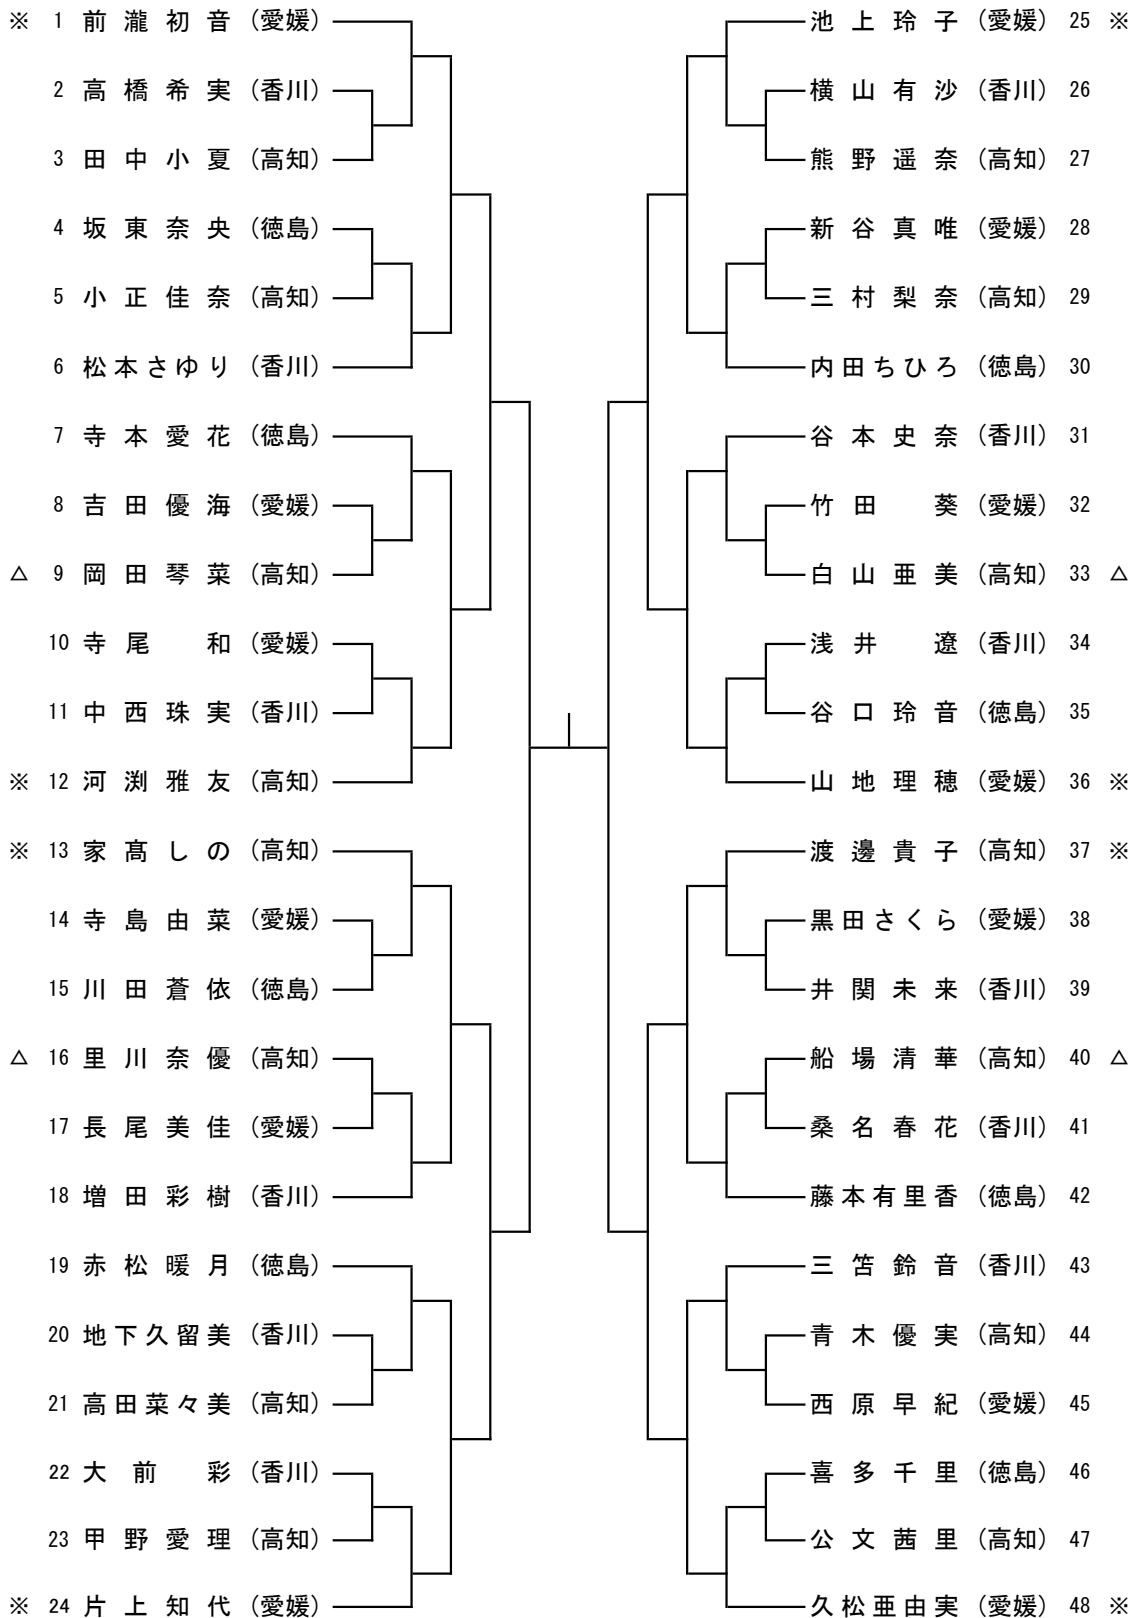 ※ 1 前瀧初音 (愛媛)
2 高橋希実 (香川)
3 田中小夏 (高知)
4 坂東奈央 (徳島)
5 小正佳奈 (高知)
6 松本さゆり (香川)
7 寺本愛花 (徳島)
8 吉田優海 (愛媛)
△ 9 岡田琴菜 (高知)
10 寺尾 和 (愛媛)
11 中西珠実 (香川)
※ 12 河渕雅友 (高知)
※ 13 家髙しの (高知)
14 寺島由菜 (愛媛)
15 川田蒼依 (徳島)
△ 16 里川奈優 (高知)
17 長尾美佳 (愛媛)
18 増田彩樹 (香川)
19 赤松暖月 (徳島)
20 地下久留美 (香川)
21 高田菜々美 (高知)
22 大前 彩 (香川)
23 甲野愛理 (高知)
※ 24 片上知代 (愛媛)
池上玲子 (愛媛) 25 ※
横山有沙 (香川) 26
熊野遥奈 (高知) 27
新谷真唯 (愛媛) 28
三村梨奈 (高知) 29
内田ちひろ (徳島) 30
谷本史奈 (香川) 31
竹田 葵 (愛媛) 32
白山亜美 (高知) 33 △
浅井 遼 (香川) 34
谷口玲音 (徳島) 35
山地理穂 (愛媛) 36 ※
渡邊貴子 (高知) 37 ※
黒田さくら (愛媛) 38
井関未来 (香川) 39
船場清華 (高知) 40 △
桑名春花 (香川) 41
藤本有里香 (徳島) 42
三笘鈴音 (香川) 43
青木優実 (高知) 44
西原早紀 (愛媛) 45
喜多千里 (徳島) 46
公文茜里 (高知) 47
久松亜由実 (愛媛) 48 ※